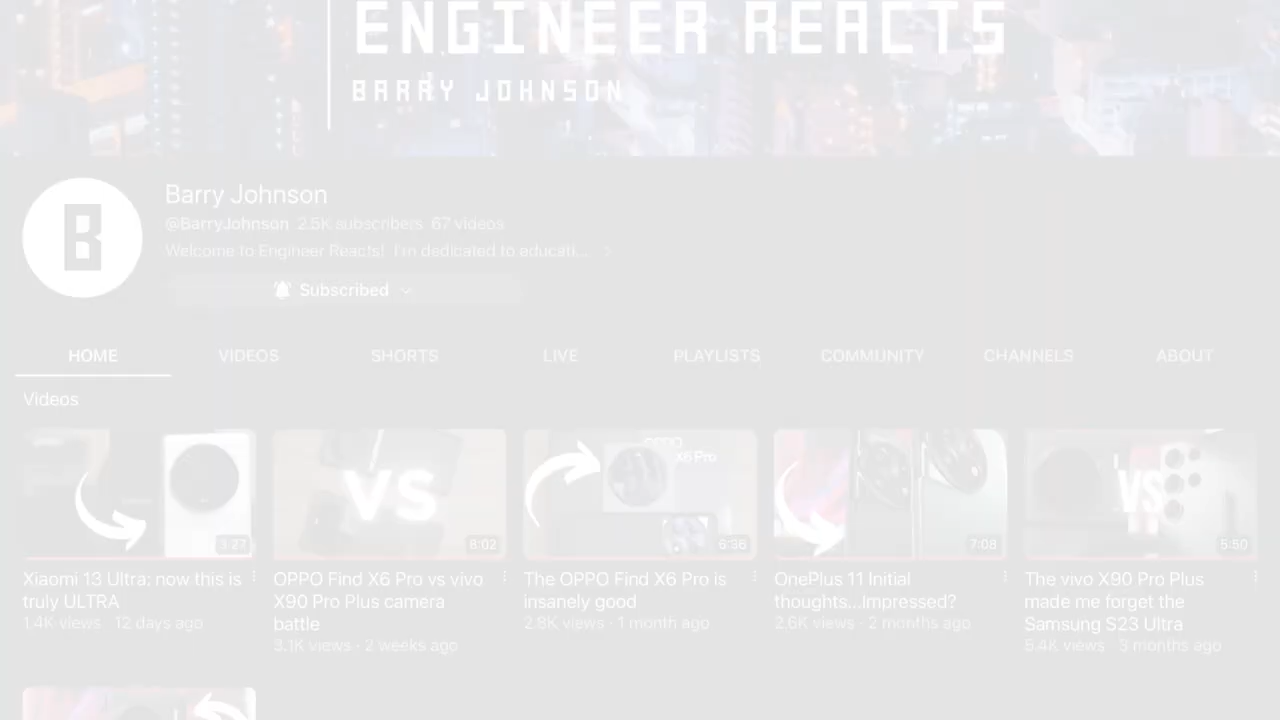 ENGINEER REACTS
BARRY JOHNSON
B
Barry Johnson
@BarryJohnson 2.5K subscribers 67 videos
Welcome to Engineer Reacts! I'm dedicated to educati... >
Subscribed
HOME VIDEOS SHORTS LIVE PLAYLISTS COMMUNITY CHANNELS ABOUT
Videos
VS
OPPO
X6 Pro
VS
8:02
6:36
7:08
5:50
Xiaomi 13 Ultra: now this is
truly ULTRA
1.4K views · 12 days ago
OPPO Find X6 Pro vs vivo
X90 Pro Plus camera
battle
3.1K views · 2 weeks ago
The OPPO Find X6 Pro is
insanely good
2.8K views · 1 month ago
OnePlus 11 Initial
thoughts...Impressed?
2.6K views · 2 months ago
The vivo X90 Pro Plus
made me forget the
Samsung S23 Ultra
5.4K views · 3 months ago